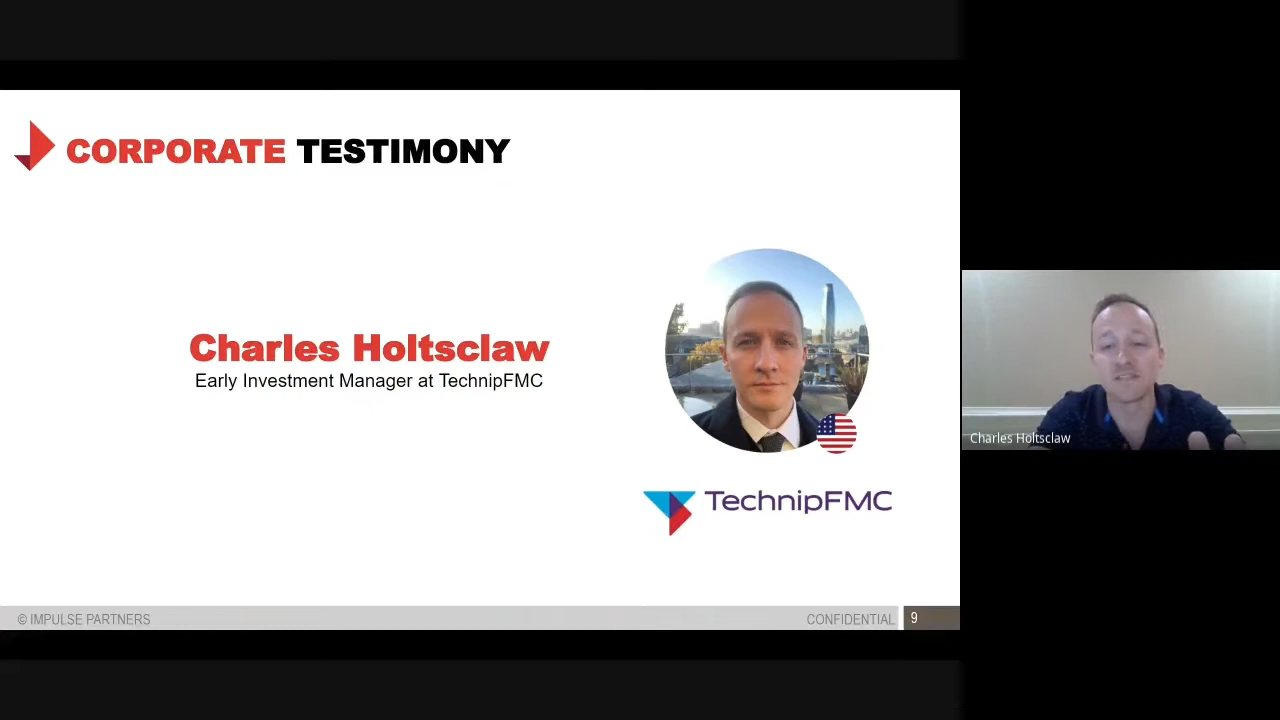 CORPORATE TESTIMONY
Charles Holtsclaw
Early Investment Manager at TechnipFMC
TechnipFMC
© IMPULSE PARTNERS
CONFIDENTIAL
9
Charles Holtsclaw